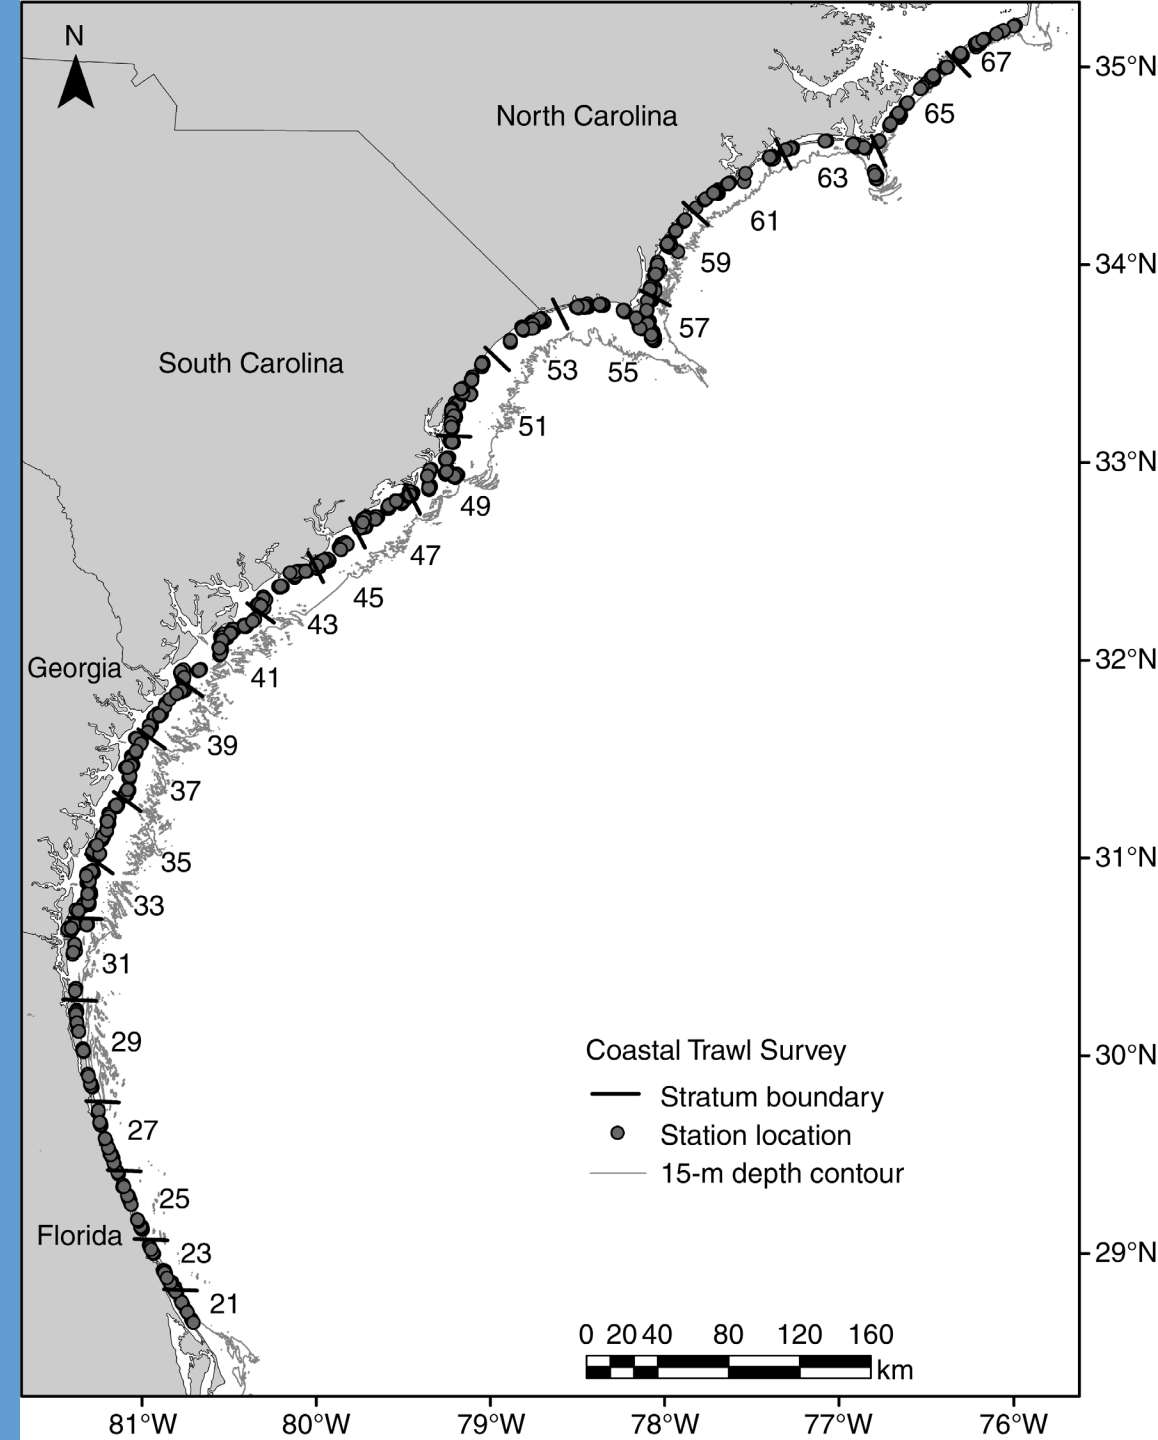 N
35°N
67
North Carolina
65
63
61
34°N
59
57
South Carolina
53
55
51
33°N
49
47
45
43
Georgia
32°N
41
39
37
31°N
35
33
31
29
Coastal Trawl Survey
30°N
Stratum boundary
27
Station location
15-m depth contour
25
Florida
23
29°N
21
0 20 40 80 120 160
km
81°W 80°W 79°W 78°W 77°W 76°W